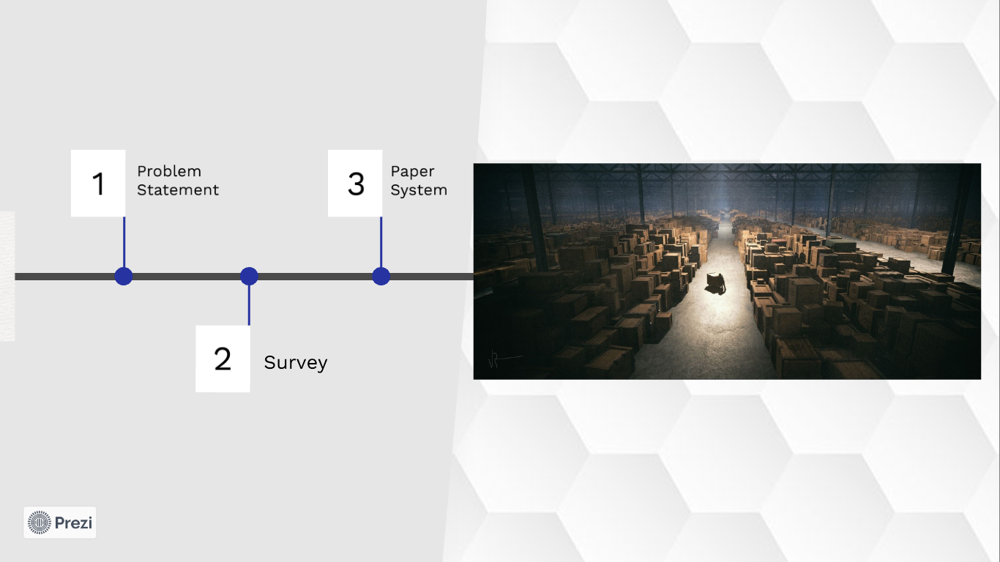 1
Problem
Statement
2
Survey
3
Paper
System
Prezi